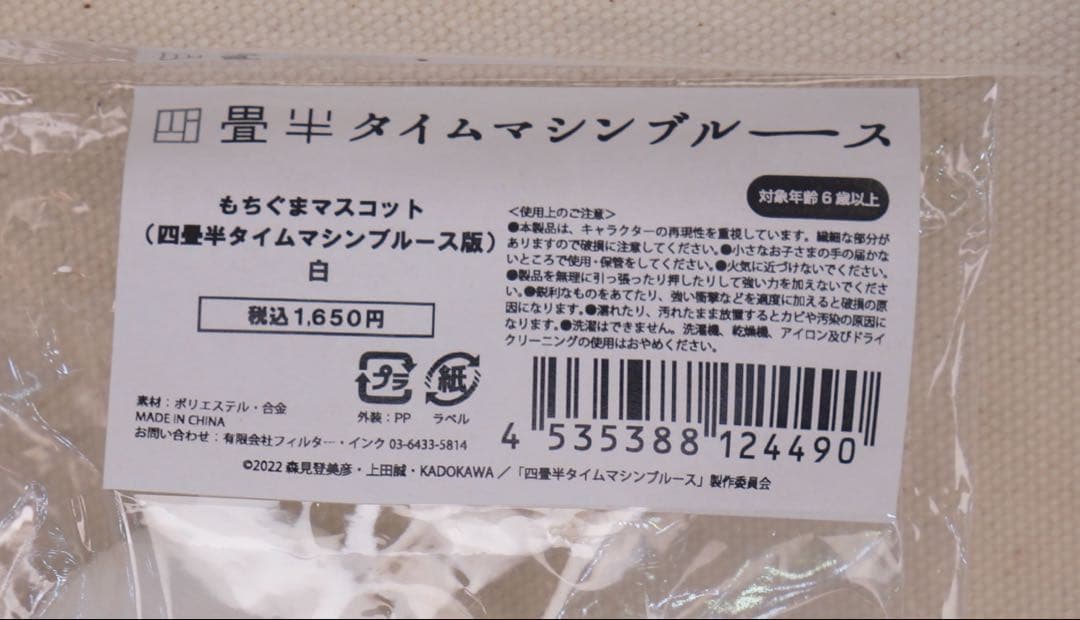 四畳半タイムマシンブルース
対象年齢6歳以上
もちぐまマスコット
（四畳半タイムマシンブルース版）
白
税込1,650円
＜使用上のご注意＞
●本製品は、キャラクターの再現性を重視しています。繊細な部分が
ありますので破損に注意してください。●小さなお子さまの手の届かな
いところで使用・保管をしてください。●火気に近づけないでください。
●製品を無理に引っ張ったり押したりして強い力を加えないでくださ
い。●鋭利なものをあてたり、強い衝撃などを過度に加えると破損の原
因になります。●濡れたり、汚れたまま放置するとカビや汚染の原因に
なります。●洗濯はできません。洗濯機、乾燥機、アイロン及びドライ
クリーニングの使用はおやめください。
プラ 紙
外装：PP ラベル
素材：ポリエステル・合金
MADE IN CHINA
お問い合わせ：有限会社フィルター・インク 03-6433-5814
4 535388 124490
©2022 森見登美彦・上田誠・KADOKAWA／「四畳半タイムマシンブルース」製作委員会